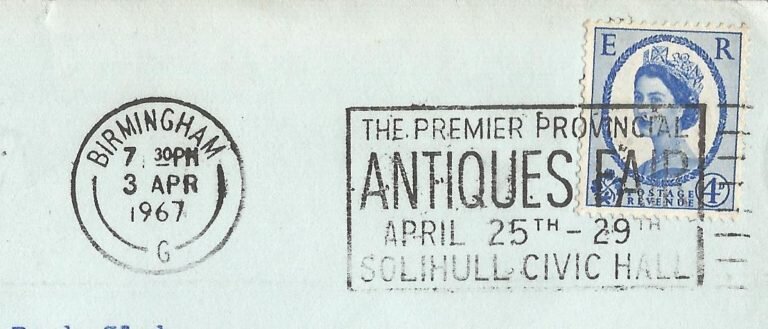 E R
POSTAGE
REVENUE
4D
BIRMINGHAM
7 30PM
3 APR
1967
G
THE PREMIER PROVINCIAL
ANTIQUES FAIR
APRIL 25TH - 29TH
SOLIHULL CIVIC HALL